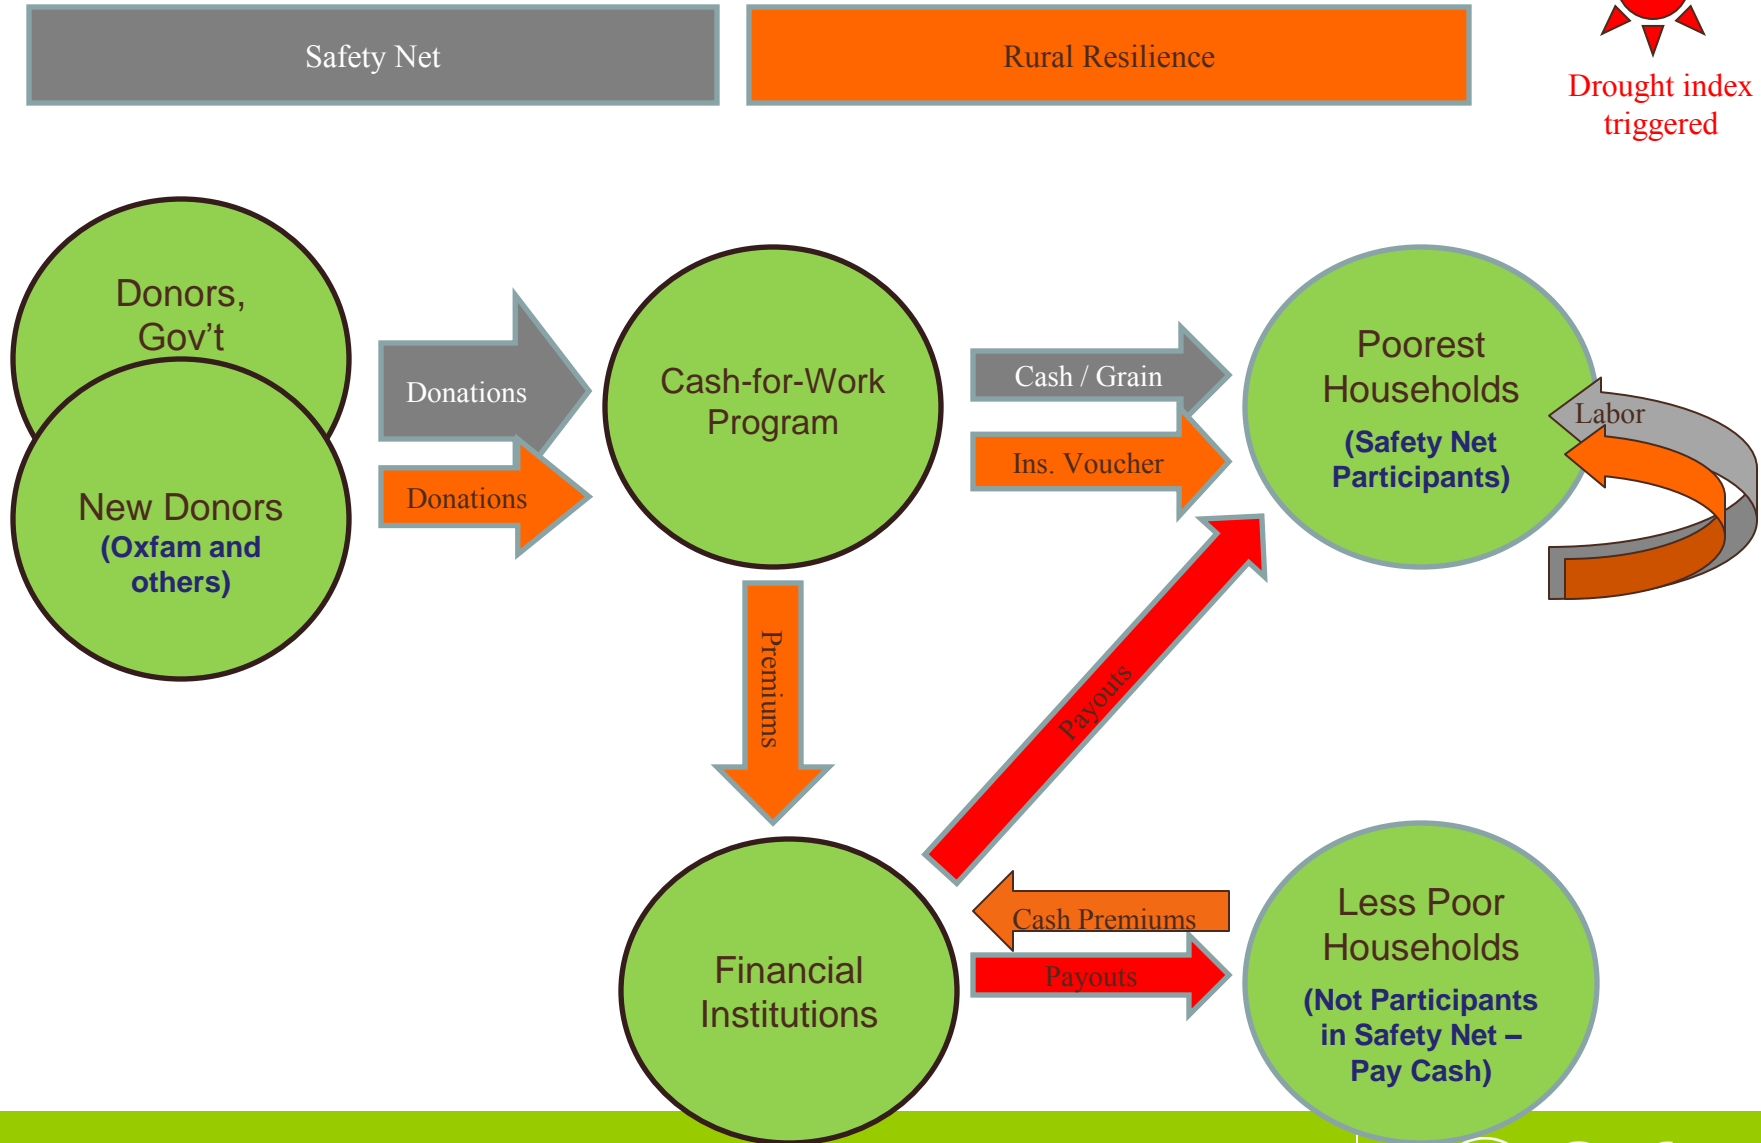 Safety Net
Rural Resilience
Drought index
triggered
Donors,
Gov’t
New Donors
(Oxfam and
others)
Donations
Donations
Cash-for-Work
Program
Cash / Grain
Ins. Voucher
Poorest
Households
(Safety Net
Participants)
Labor
Premiums
Payouts
Financial
Institutions
Cash Premiums
Payouts
Less Poor
Households
(Not Participants
in Safety Net –
Pay Cash)